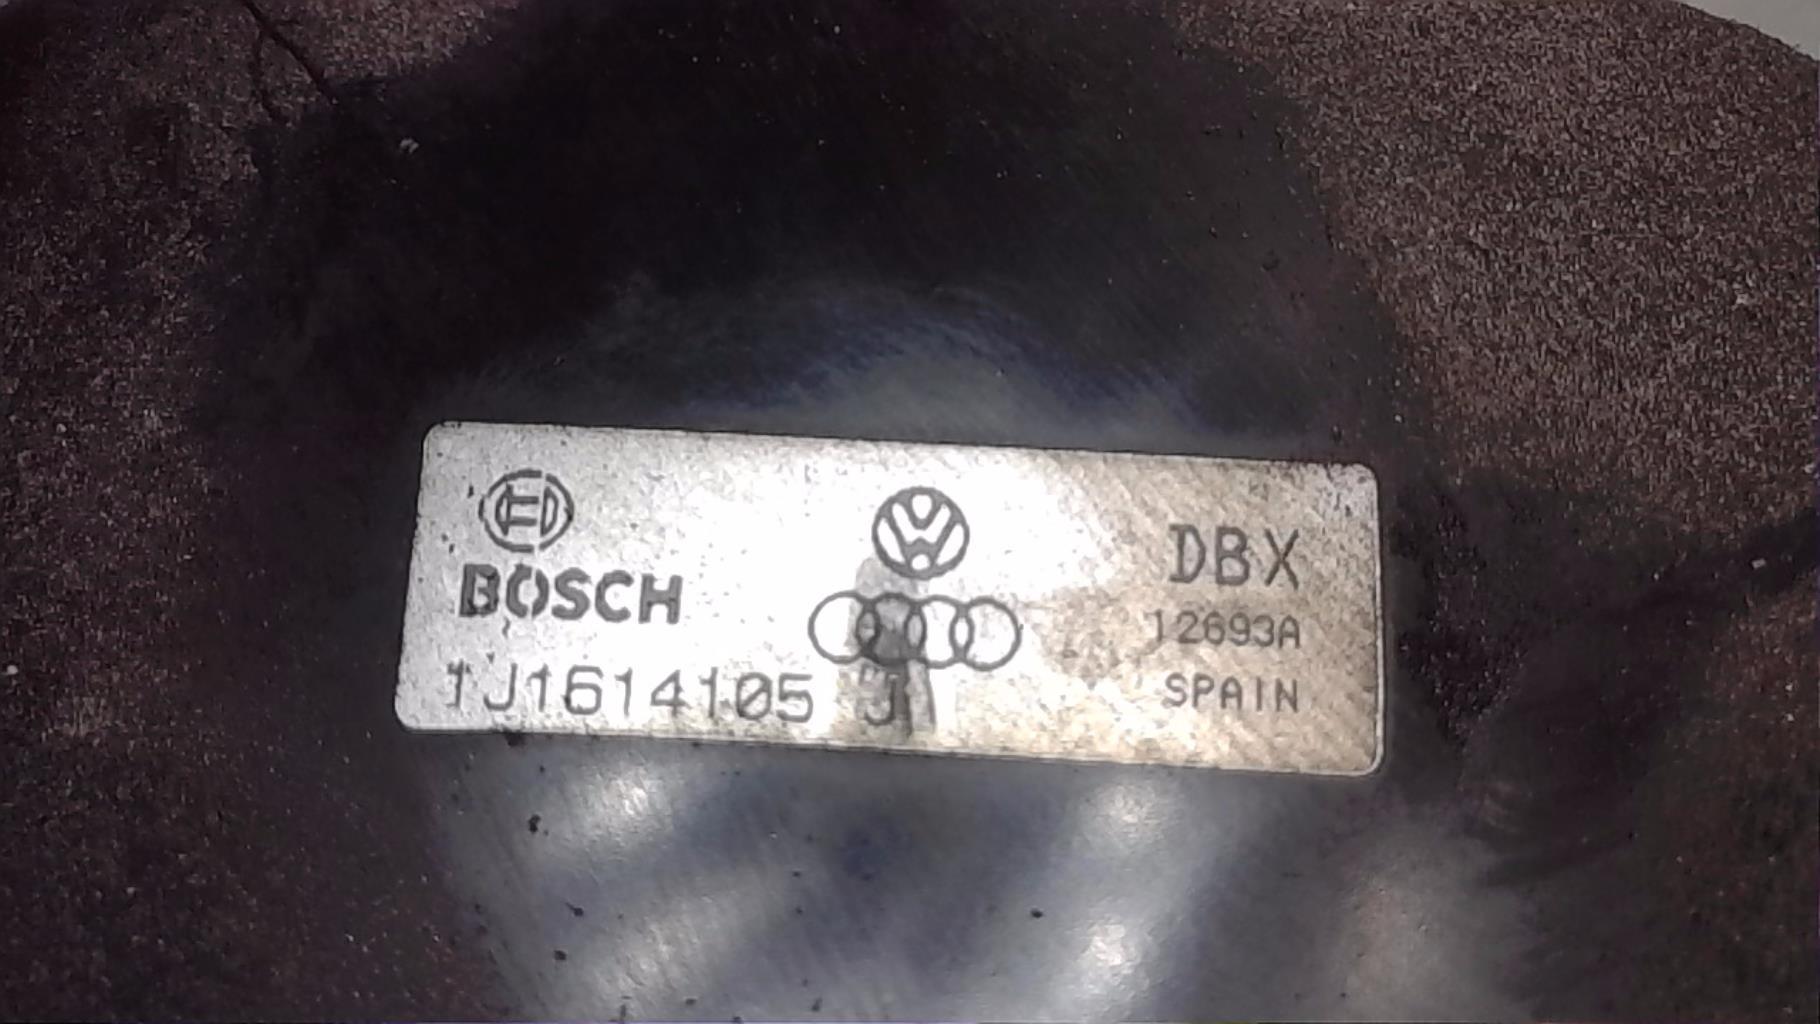 BOSCH
1J1614105 J
DBX
12693A
SPAIN